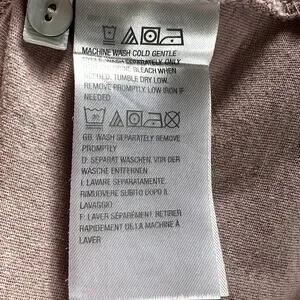 MACHINE WASH COLD GENTLE
SEPARATELY. ONLY
BLEACH WHEN
NEEDED. TUMBLE DRY LOW.
REMOVE PROMPTLY. LOW IRON IF
NEEDED
GB. WASH SEPARATELY REMOVE
PROMPTLY
D. SEPARAT WASCHEN, VOR DER
WÄSCHE ENTFERNEN
I. LAVARE SEPARATAMENTE.
RIMUOVERE SUBITO DOPO IL
LAVAGGIO
F. LAVER SÉPARÉMENT RETIRER
RAPIDEMENT DE LA MACHINE À
LAVER